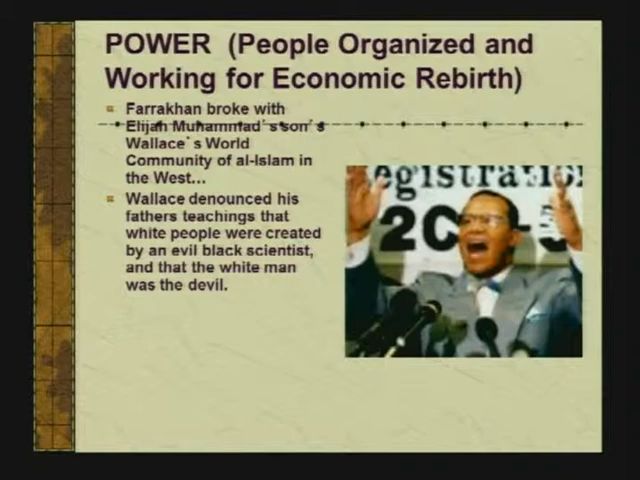 POWER (People Organized and
Working for Economic Rebirth)
Farrakhan broke with
Elijah Muhammad`s son`s
Wallace`s World
Community of al-Islam in
the West...
Wallace denounced his
fathers teachings that
white people were created
by an evil black scientist,
and that the white man
was the devil.
egistration